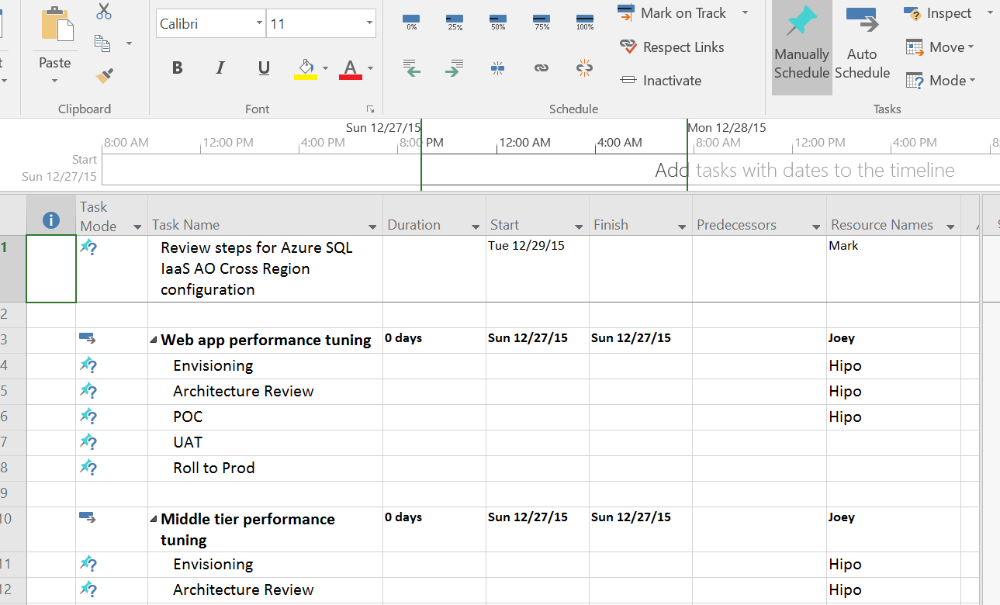 Calibri 11 0% 25% 50% 75% 100% Mark on Track Inspect
Paste Respect Links Manually Schedule Auto Schedule Move
B I U A Inactivate Mode
Clipboard Font Schedule Tasks
Sun 12/27/15 Mon 12/28/15
8:00 AM 12:00 PM 4:00 PM 8:00 PM 12:00 AM 4:00 AM 8:00 AM 12:00 PM 4:00 PM
Start
Sun 12/27/15
Add tasks with dates to the timeline
Task Mode Task Name Duration Start Finish Predecessors Resource Names
1 Review steps for Azure SQL Tue 12/29/15 Mark
IaaS AO Cross Region
configuration
2
3 Web app performance tuning 0 days Sun 12/27/15 Sun 12/27/15 Joey
4 Envisioning Hipo
5 Architecture Review Hipo
6 POC Hipo
7 UAT
8 Roll to Prod
9
10 Middle tier performance 0 days Sun 12/27/15 Sun 12/27/15 Joey
tuning
11 Envisioning Hipo
12 Architecture Review Hipo